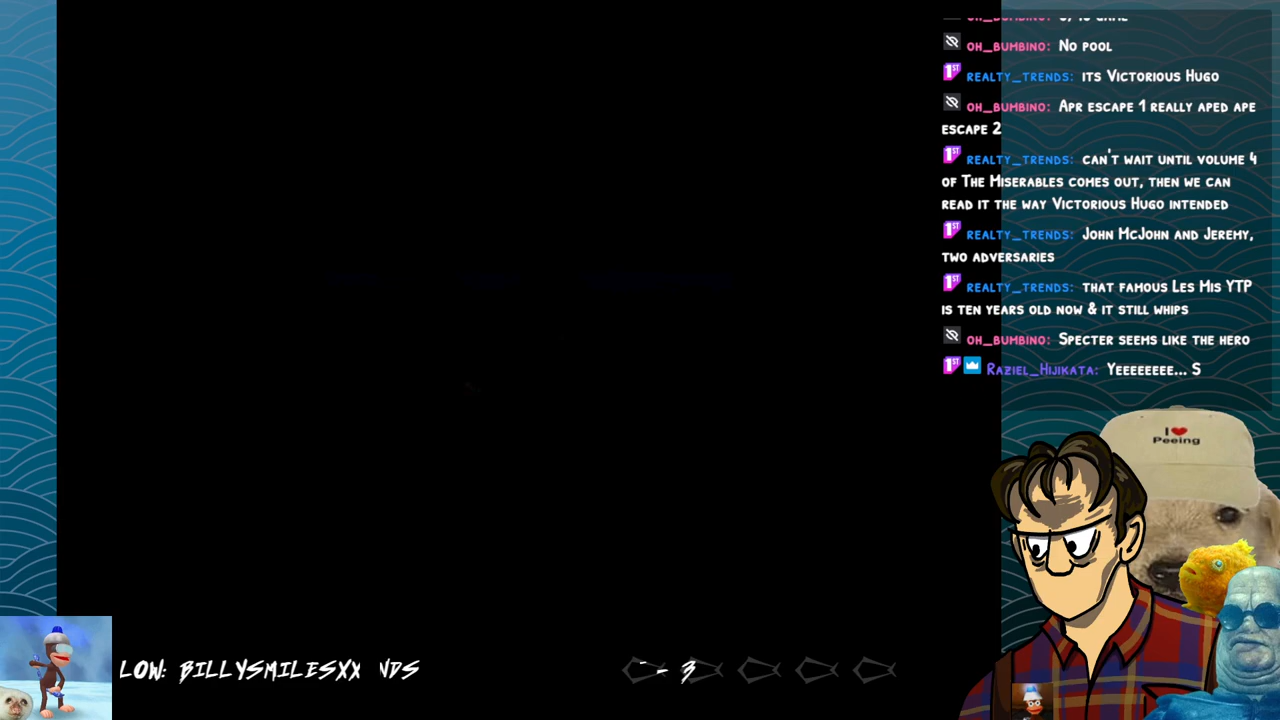 OH_BUMBINO: No pool
REALTY_TRENDS: its Victorious Hugo
OH_BUMBINO: Apr escape 1 really aped ape
escape 2
REALTY_TRENDS: can't wait until volume 4
of The Miserables comes out, then we can
read it the way Victorious Hugo intended
REALTY_TRENDS: John McJohn and Jeremy,
two adversaries
REALTY_TRENDS: that famous Les Mis YTP
is ten years old now & it still whips
OH_BUMBINO: Specter seems like the hero
Raziel_Hijikata: Yeeeeeeee... S
I ❤ Peeing
LOW: BILLYSMILESXX NDS
- 3